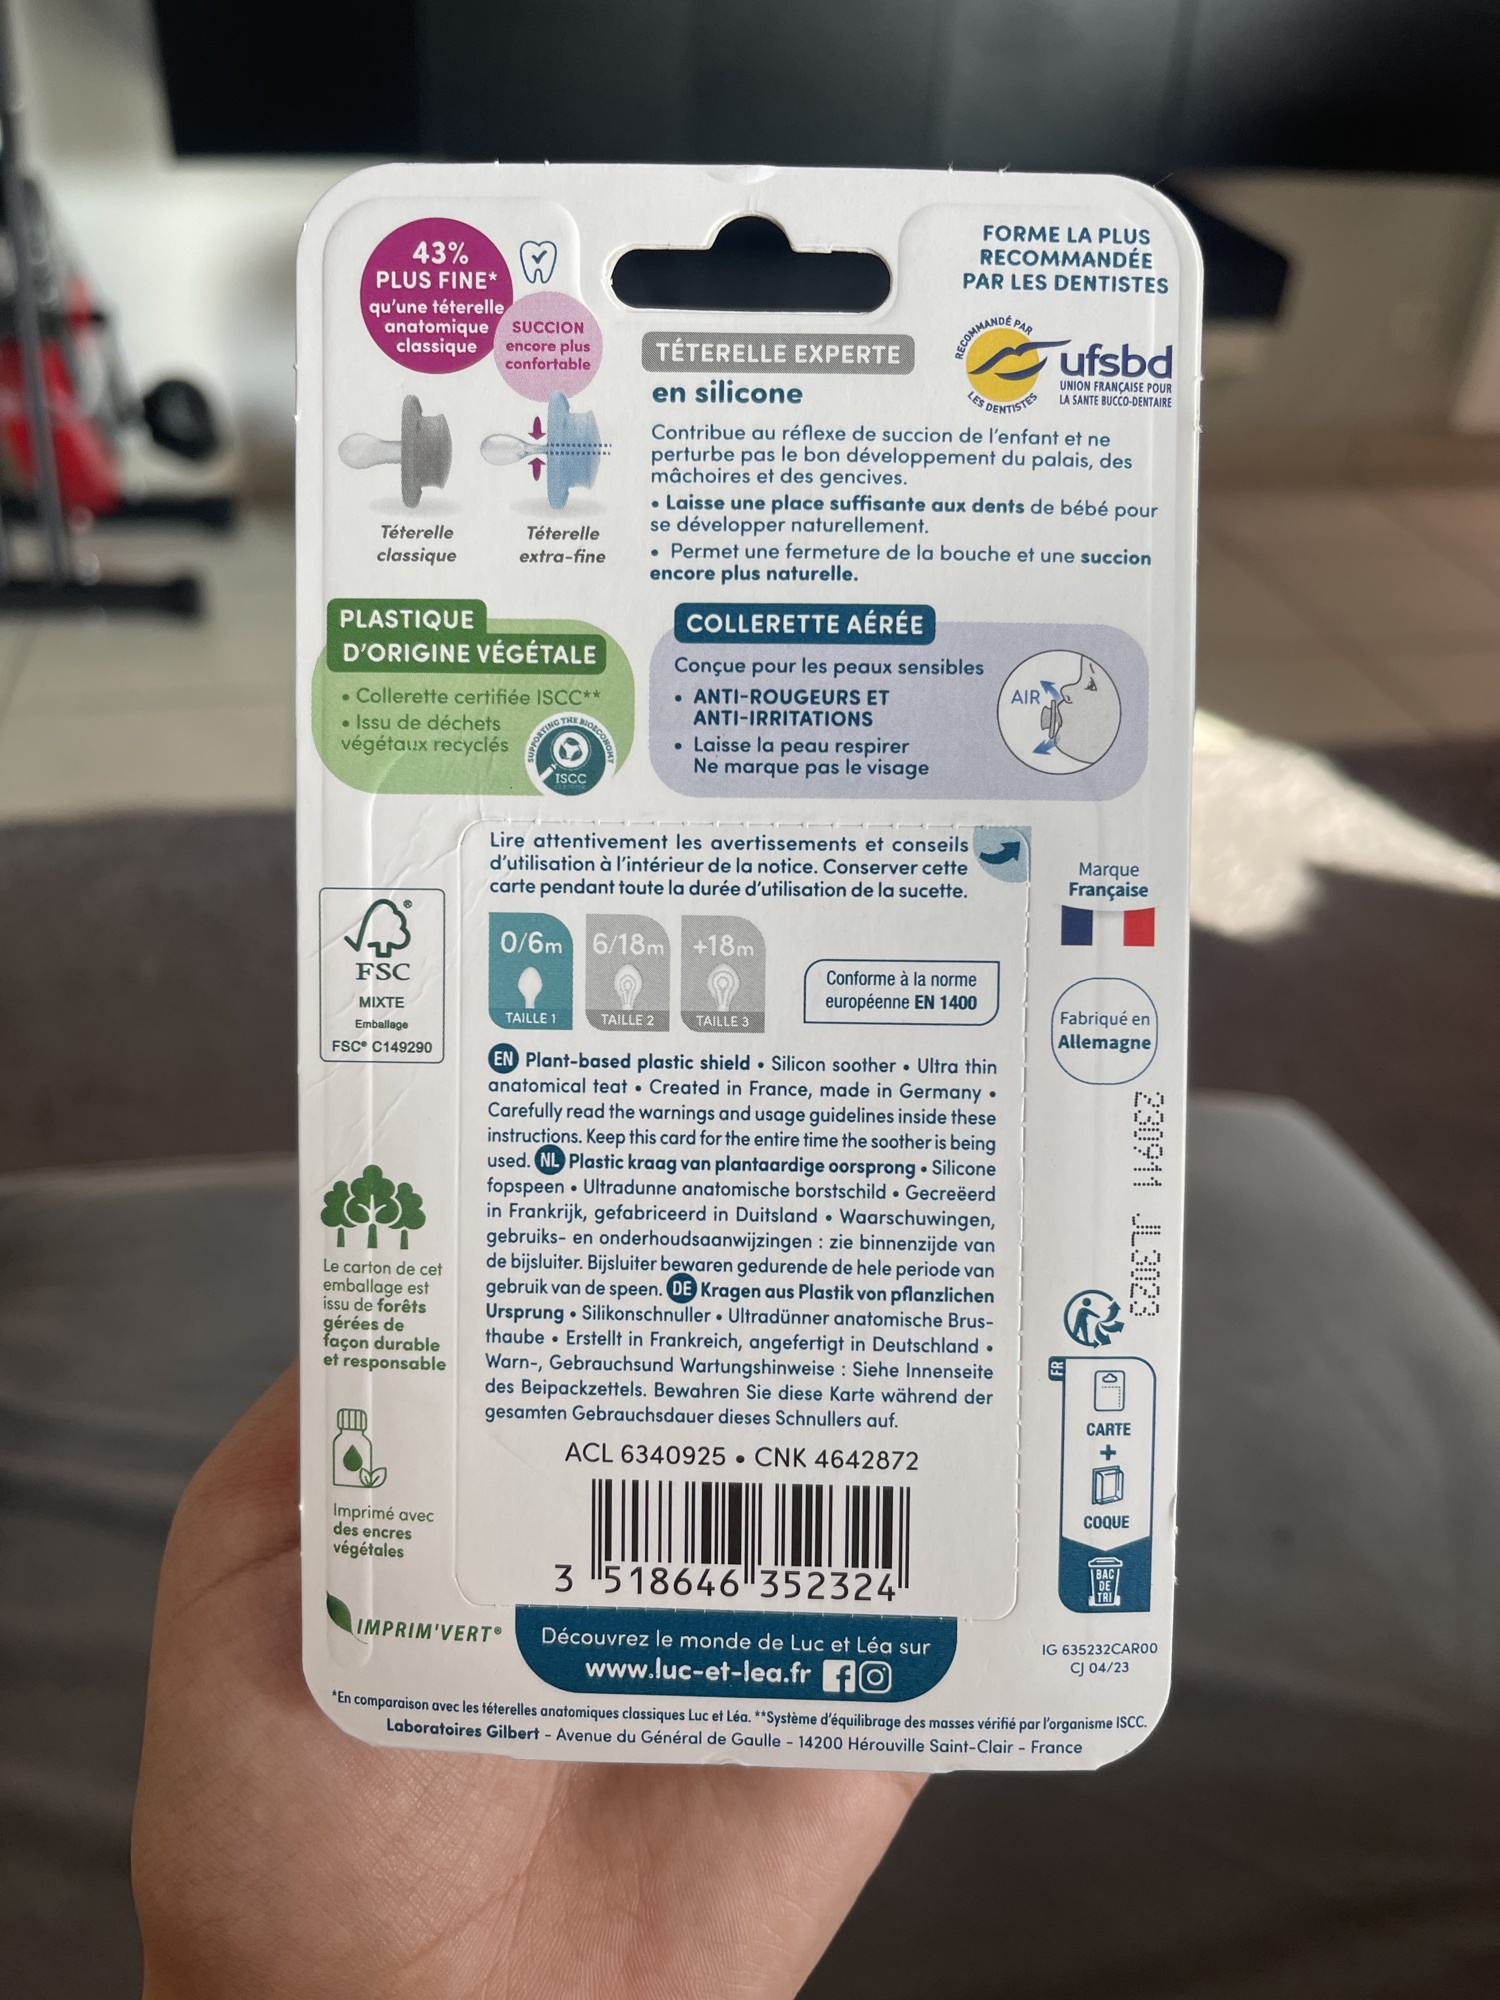 43%
PLUS FINE*
qu'une téterelle
anatomique
classique
SUCCION
encore plus
confortable
Téterelle
classique
Téterelle
extra-fine
FORME LA PLUS
RECOMMANDÉE
PAR LES DENTISTES
RECOMMANDÉ PAR
LES DENTISTES
ufsbd
UNION FRANÇAISE POUR
LA SANTE BUCCO-DENTAIRE
TÉTERELLE EXPERTE
en silicone
Contribue au réflexe de succion de l'enfant et ne
perturbe pas le bon développement du palais, des
mâchoires et des gencives.
• Laisse une place suffisante aux dents de bébé pour
se développer naturellement.
• Permet une fermeture de la bouche et une succion
encore plus naturelle.
PLASTIQUE
D'ORIGINE VÉGÉTALE
• Collerette certifiée ISCC**
• Issu de déchets
végétaux recyclés
SUPPORTING THE BIOECONOMY
ISCC
COLLERETTE AÉRÉE
Conçue pour les peaux sensibles
• ANTI-ROUGEURS ET
ANTI-IRRITATIONS
• Laisse la peau respirer
Ne marque pas le visage
AIR
Lire attentivement les avertissements et conseils
d'utilisation à l'intérieur de la notice. Conserver cette
carte pendant toute la durée d'utilisation de la sucette.
0/6m
TAILLE 1
6/18m
TAILLE 2
+18m
TAILLE 3
Conforme à la norme
européenne EN 1400
Marque
Française
Fabriqué en
Allemagne
FSC®
MIXTE
Emballage
FSC® C149290
EN Plant-based plastic shield • Silicon soother • Ultra thin
anatomical teat • Created in France, made in Germany •
Carefully read the warnings and usage guidelines inside these
instructions. Keep this card for the entire time the soother is being
used. NL Plastic kraag van plantaardige oorsprong • Silicone
fopspeen • Ultradunne anatomische borstschild • Gecreëerd
in Frankrijk, gefabriceerd in Duitsland • Waarschuwingen,
gebruiks- en onderhoudsaanwijzingen : zie binnenzijde van
de bijsluiter. Bijsluiter bewaren gedurende de hele periode van
gebruik van de speen. DE Kragen aus Plastik von pflanzlichen
Ursprung • Silikonschnuller • Ultradünner anatomische Brus-
thaube • Erstellt in Frankreich, angefertigt in Deutschland •
Warn-, Gebrauchsund Wartungshinweise : Siehe Innenseite
des Beipackzettels. Bewahren Sie diese Karte während der
gesamten Gebrauchsdauer dieses Schnullers auf.
Le carton de cet
emballage est
issu de forêts
gérées de
façon durable
et responsable
Imprimé avec
des encres
végétales
IMPRIM'VERT®
FR
CARTE
+
COQUE
BAC
DE
TRI
IG 635232CAR00
CJ 04/23
ACL 6340925 • CNK 4642872
3 518646 352324
Découvrez le monde de Luc et Léa sur
www.luc-et-lea.fr
*En comparaison avec les téterelles anatomiques classiques Luc et Léa. **Système d'équilibrage des masses vérifié par l'organisme ISCC.
Laboratoires Gilbert - Avenue du Général de Gaulle - 14200 Hérouville Saint-Clair - France